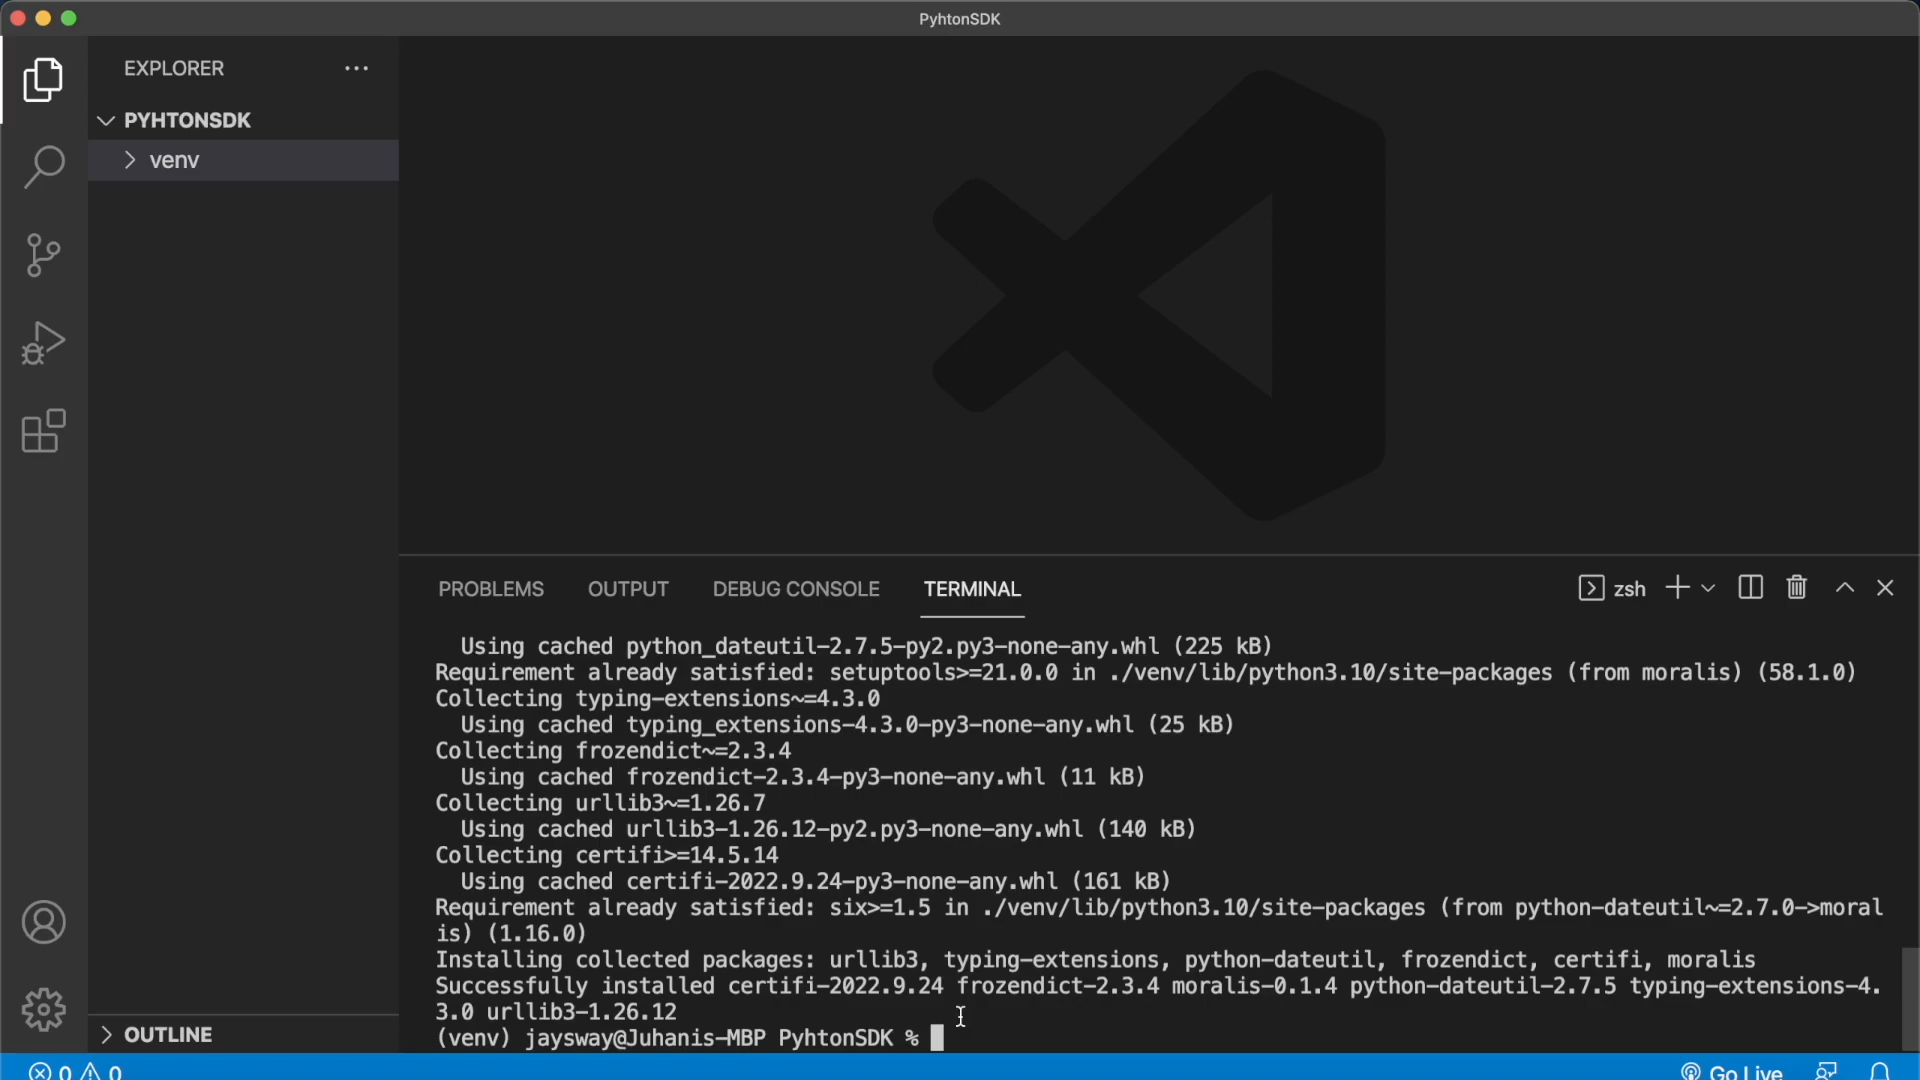 PyhtonSDK
EXPLORER
PYHTONSDK
venv
OUTLINE
PROBLEMS OUTPUT DEBUG CONSOLE TERMINAL zsh
Using cached python_dateutil-2.7.5-py2.py3-none-any.whl (225 kB)
Requirement already satisfied: setuptools>=21.0.0 in ./venv/lib/python3.10/site-packages (from moralis) (58.1.0)
Collecting typing-extensions~=4.3.0
Using cached typing_extensions-4.3.0-py3-none-any.whl (25 kB)
Collecting frozendict~=2.3.4
Using cached frozendict-2.3.4-py3-none-any.whl (11 kB)
Collecting urllib3~=1.26.7
Using cached urllib3-1.26.12-py2.py3-none-any.whl (140 kB)
Collecting certifi>=14.5.14
Using cached certifi-2022.9.24-py3-none-any.whl (161 kB)
Requirement already satisfied: six>=1.5 in ./venv/lib/python3.10/site-packages (from python-dateutil~=2.7.0->moral
is) (1.16.0)
Installing collected packages: urllib3, typing-extensions, python-dateutil, frozendict, certifi, moralis
Successfully installed certifi-2022.9.24 frozendict-2.3.4 moralis-0.1.4 python-dateutil-2.7.5 typing-extensions-4.
3.0 urllib3-1.26.12
(venv) jaysway@Juhanis-MBP PyhtonSDK %
0 0 Go Live